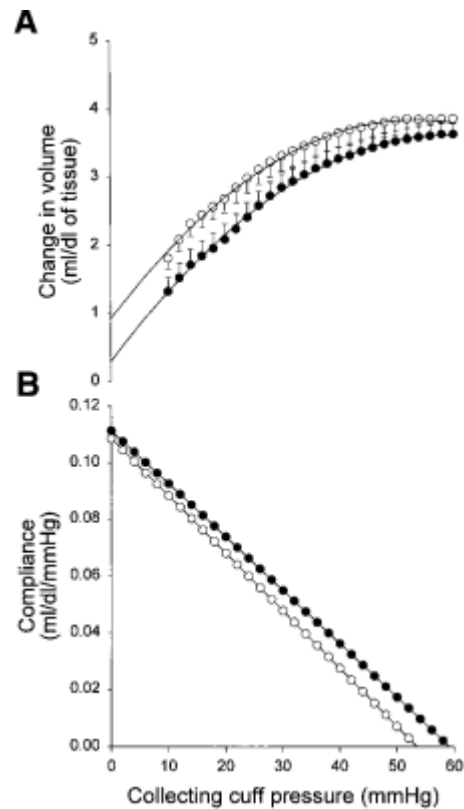 A
5
4
3
2
1
0
Change in volume
(ml/dl of tissue)
B
0.12
0.10
0.08
0.06
0.04
0.02
0.00
Compliance
(ml/dl/mmHg)
0 10 20 30 40 50 60
Collecting cuff pressure (mmHg)